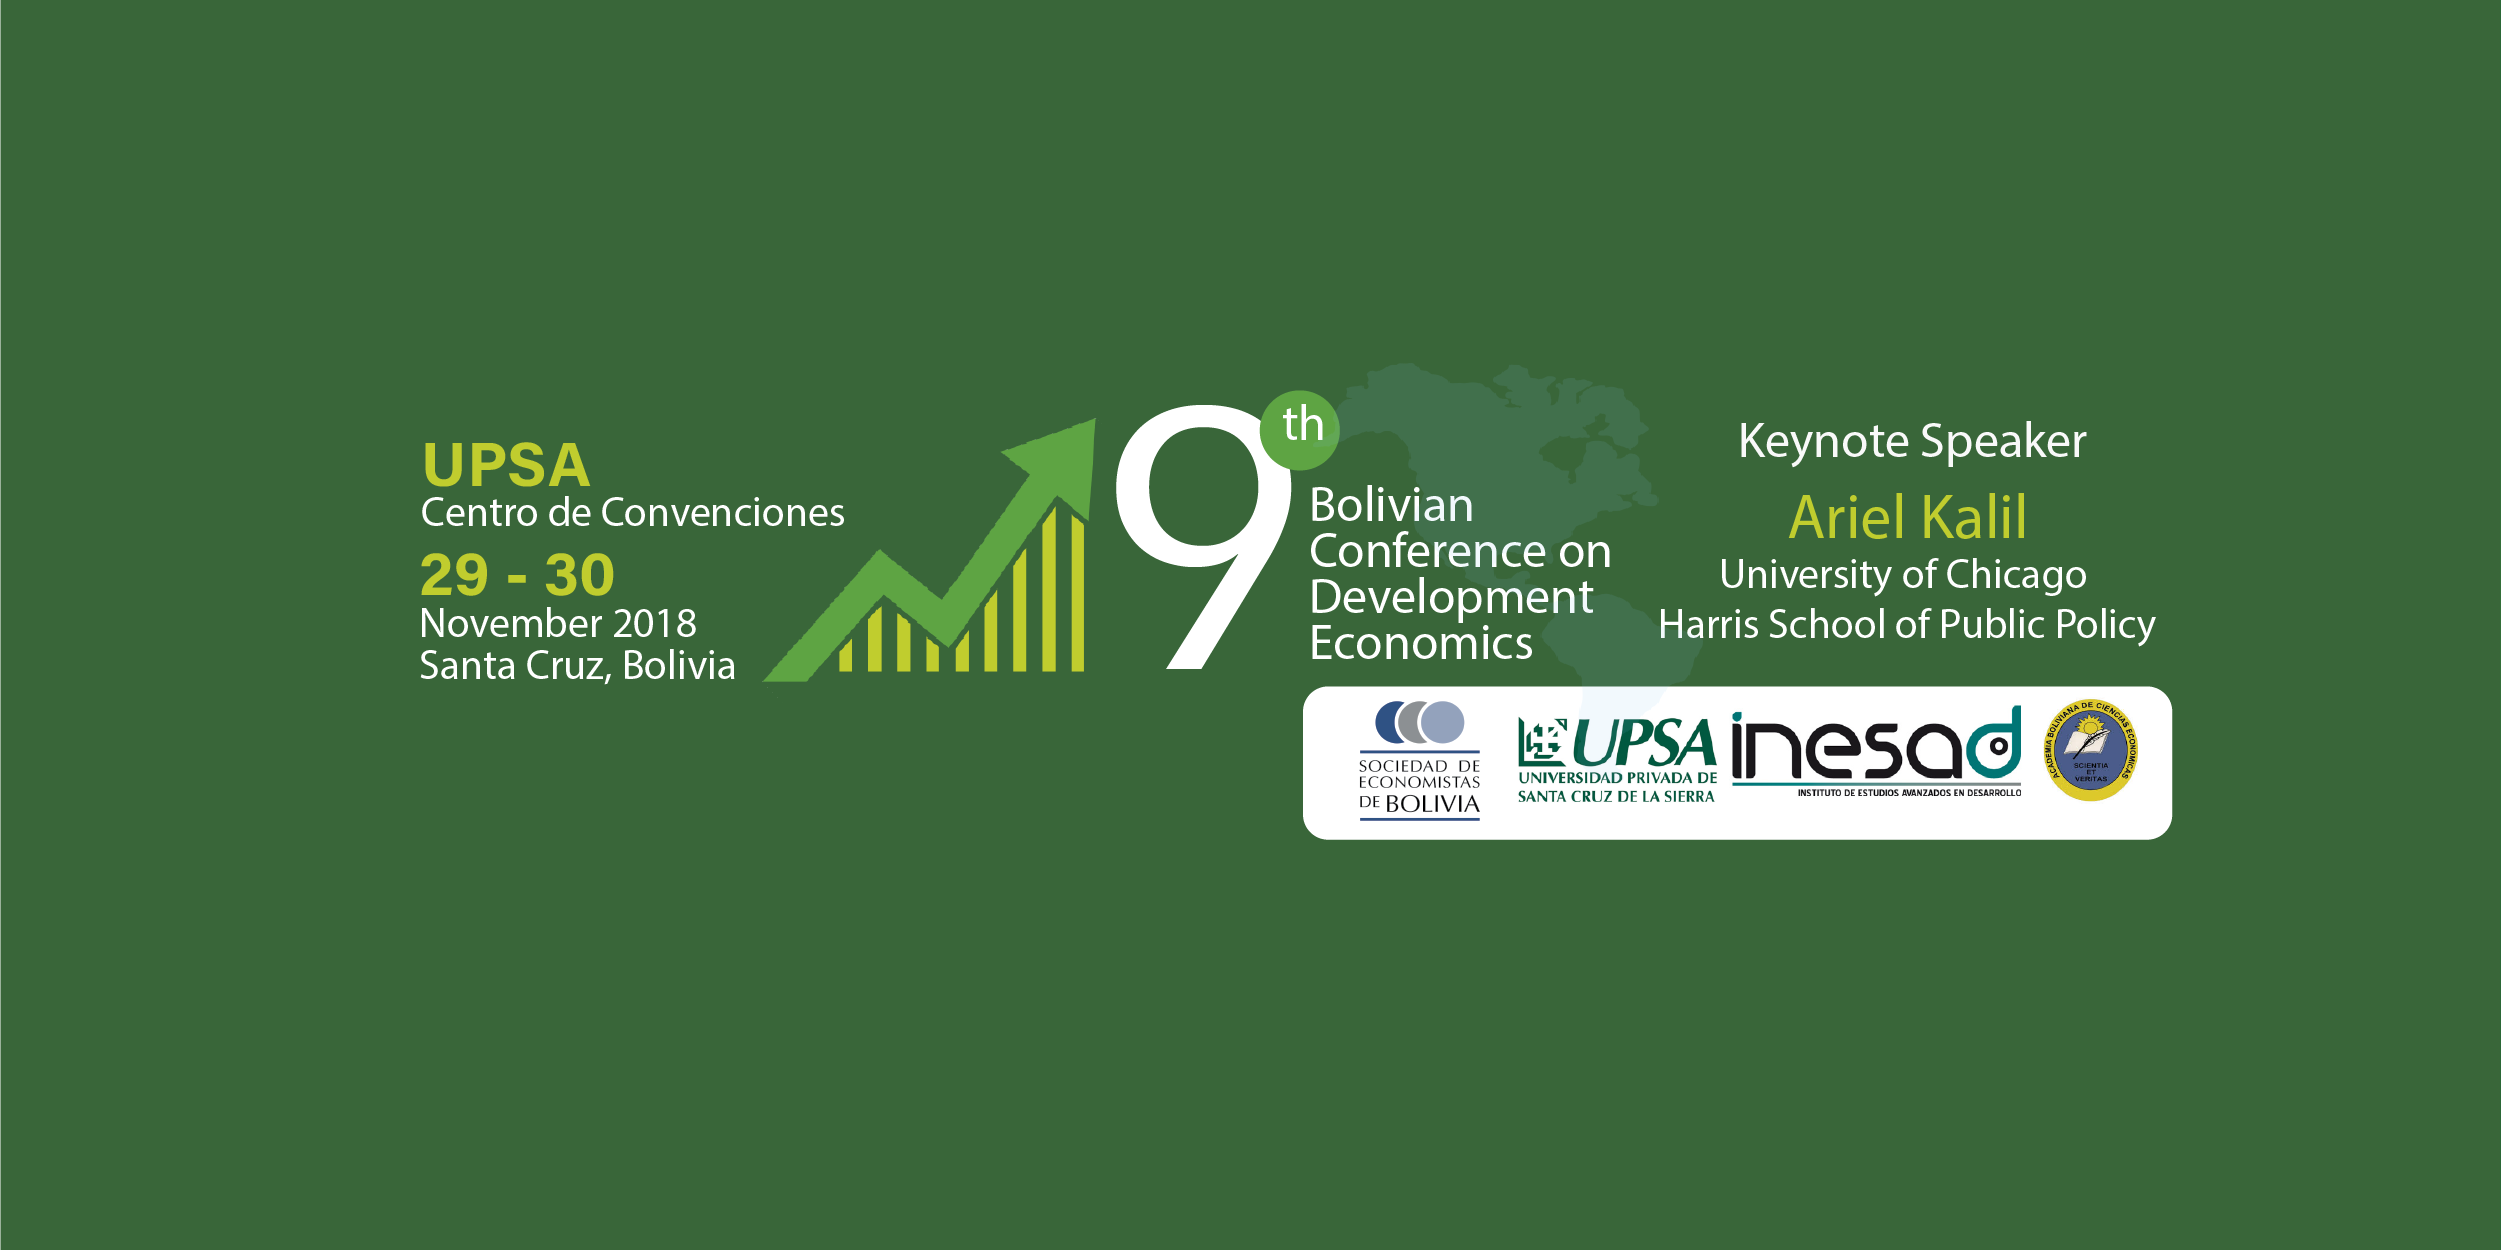 UPSA
Centro de Convenciones
29 - 30
November 2018
Santa Cruz, Bolivia
9th
Bolivian
Conference on
Development
Economics
Keynote Speaker
Ariel Kalil
University of Chicago
Harris School of Public Policy
SOCIEDAD DE
ECONOMISTAS
DE BOLIVIA
UPSA
UNIVERSIDAD PRIVADA DE
SANTA CRUZ DE LA SIERRA
inesad
INSTITUTO DE ESTUDIOS AVANZADOS EN DESARROLLO
ACADEMIA BOLIVIANA DE CIENCIAS ECONOMICAS
SCIENTIA
ET
VERITAS